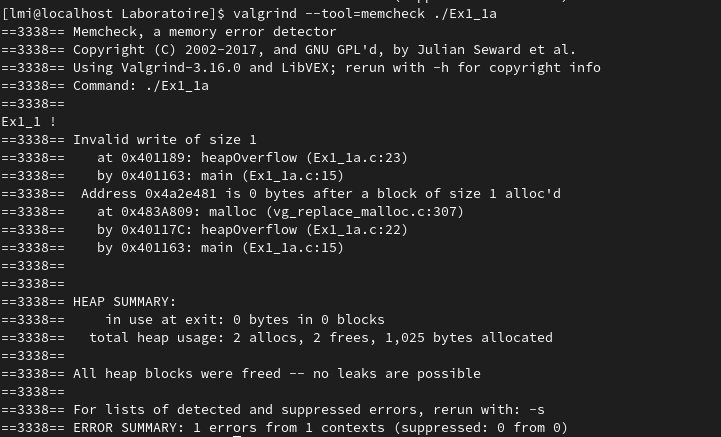 [lmi@localhost Laboratoire]$ valgrind --tool=memcheck ./Ex1_1a
==3338== Memcheck, a memory error detector
==3338== Copyright (C) 2002-2017, and GNU GPL'd, by Julian Seward et al.
==3338== Using Valgrind-3.16.0 and LibVEX; rerun with -h for copyright info
==3338== Command: ./Ex1_1a
==3338==
Ex1_1 !
==3338== Invalid write of size 1
==3338==    at 0x401189: heapOverflow (Ex1_1a.c:23)
==3338==    by 0x401163: main (Ex1_1a.c:15)
==3338==  Address 0x4a2e481 is 0 bytes after a block of size 1 alloc'd
==3338==    at 0x483A809: malloc (vg_replace_malloc.c:307)
==3338==    by 0x40117C: heapOverflow (Ex1_1a.c:22)
==3338==    by 0x401163: main (Ex1_1a.c:15)
==3338==
==3338==
==3338== HEAP SUMMARY:
==3338==     in use at exit: 0 bytes in 0 blocks
==3338==   total heap usage: 2 allocs, 2 frees, 1,025 bytes allocated
==3338==
==3338== All heap blocks were freed -- no leaks are possible
==3338==
==3338== For lists of detected and suppressed errors, rerun with: -s
==3338== ERROR SUMMARY: 1 errors from 1 contexts (suppressed: 0 from 0)